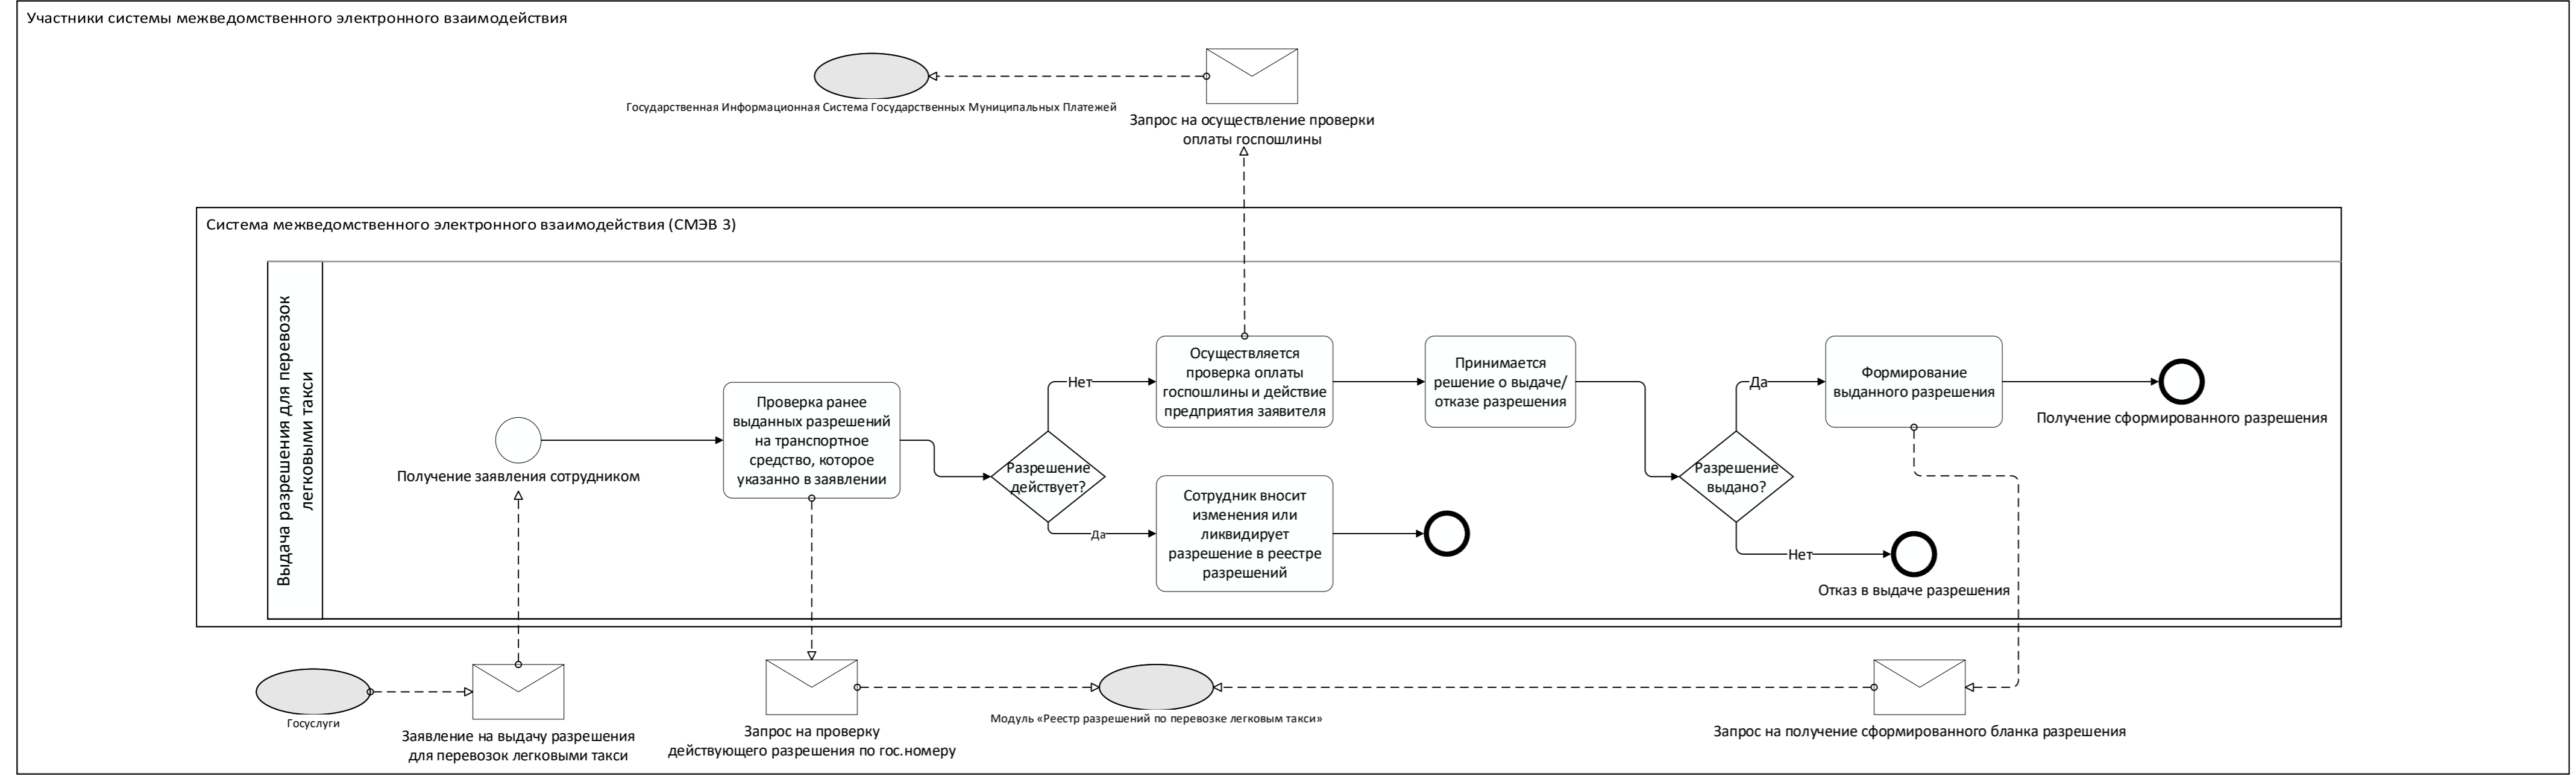 Участники системы межведомственного электронного взаимодействия
Государственная Информационная Система Государственных Муниципальных Платежей
Запрос на осуществление проверки
оплаты госпошлины
Система межведомственного электронного взаимодействия (СМЭВ 3)
Выдача разрешения для перевозок
легковыми такси
Получение заявления сотрудником
Проверка ранее
выданных разрешений
на транспортное
средство, которое
указанно в заявлении
Разрешение
действует?
Нет
Да
Осуществляется
проверка оплаты
госпошлины и действие
предприятия заявителя
Сотрудник вносит
изменения или
ликвидирует
разрешение в реестре
разрешений
Принимается
решение о выдаче/
отказе разрешения
Разрешение
выдано?
Да
Нет
Формирование
выданного разрешения
Получение сформированного разрешения
Отказ в выдаче разрешения
Госуслуги
Заявление на выдачу разрешения
для перевозок легковыми такси
Запрос на проверку
действующего разрешения по гос.номеру
Модуль «Реестр разрешений по перевозке легковым такси»
Запрос на получение сформированного бланка разрешения